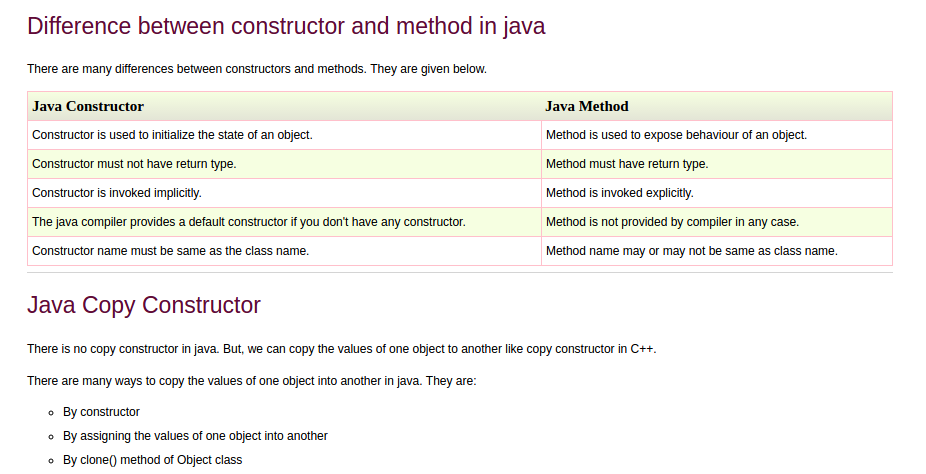 Difference between constructor and method in java
There are many differences between constructors and methods. They are given below.
Java Constructor Java Method
Constructor is used to initialize the state of an object. Method is used to expose behaviour of an object.
Constructor must not have return type. Method must have return type.
Constructor is invoked implicitly. Method is invoked explicitly.
The java compiler provides a default constructor if you don't have any constructor. Method is not provided by compiler in any case.
Constructor name must be same as the class name. Method name may or may not be same as class name.
Java Copy Constructor
There is no copy constructor in java. But, we can copy the values of one object to another like copy constructor in C++.
There are many ways to copy the values of one object into another in java. They are:
By constructor
By assigning the values of one object into another
By clone() method of Object class